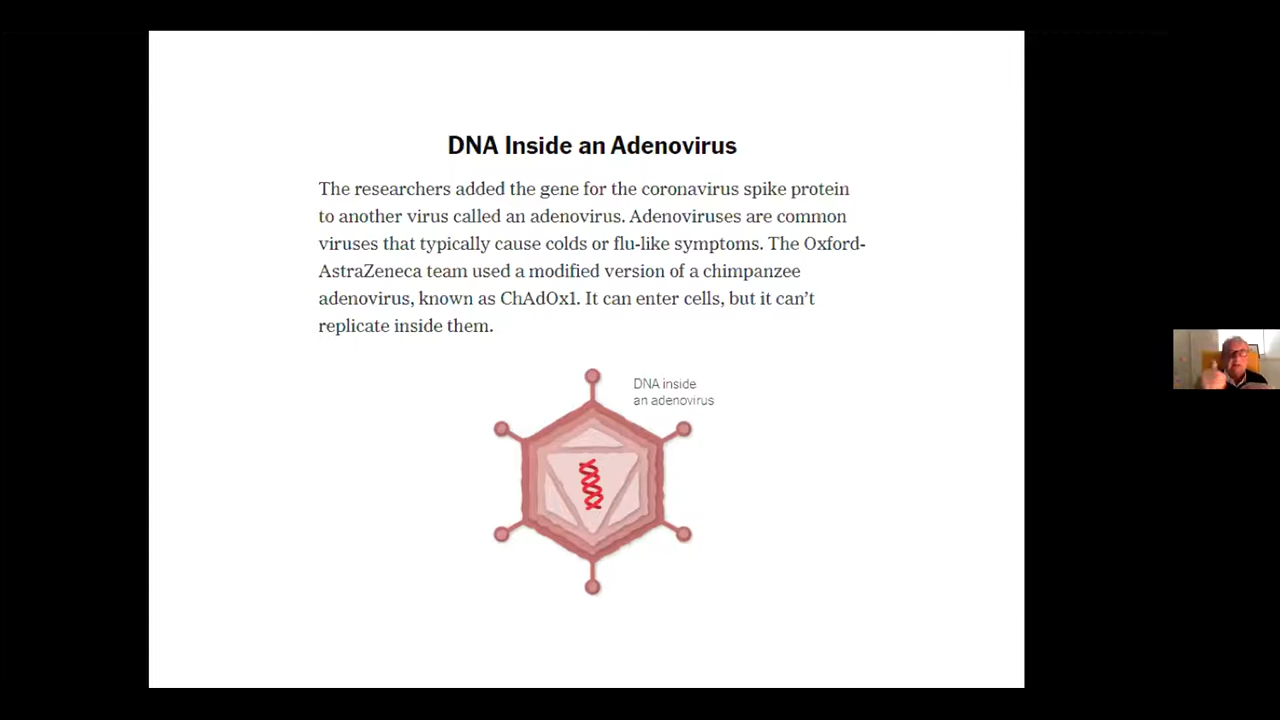 DNA Inside an Adenovirus
The researchers added the gene for the coronavirus spike protein
to another virus called an adenovirus. Adenoviruses are common
viruses that typically cause colds or flu-like symptoms. The Oxford-
AstraZeneca team used a modified version of a chimpanzee
adenovirus, known as ChAdOx1. It can enter cells, but it can’t
replicate inside them.
DNA inside
an adenovirus